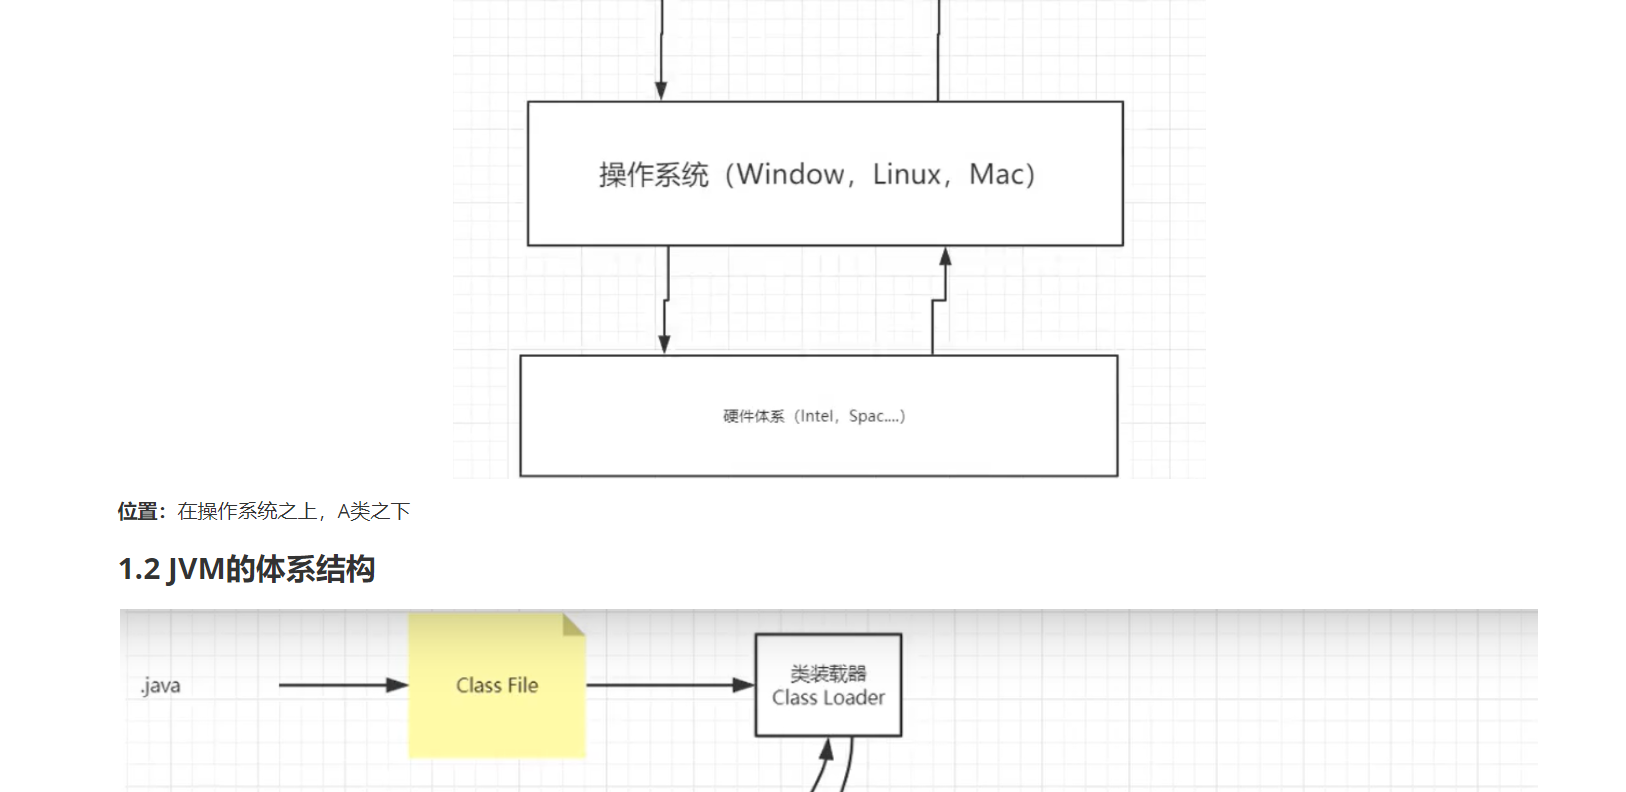 操作系统（Window，Linux，Mac）
硬件体系（Intel，Spac....）
位置：在操作系统之上，A类之下
1.2 JVM的体系结构
.java
Class File
类装载器
Class Loader